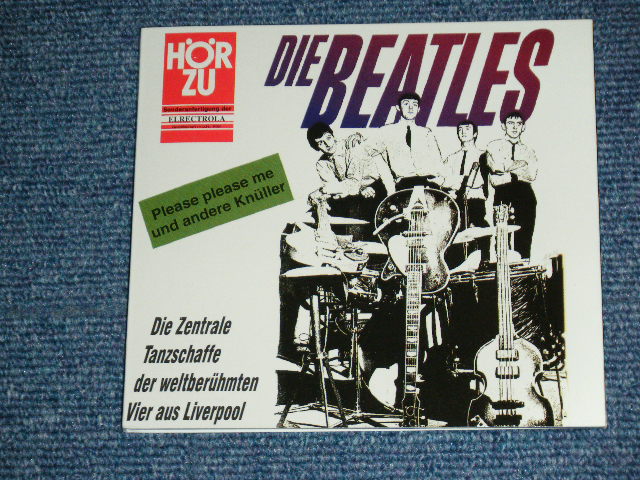 HÖR
ZU
Sonderanfertigung der
ELRECTROLA
DIE BEATLES
Please please me
und andere Knüller
Die Zentrale
Tanzschaffe
der weltberühmten
Vier aus Liverpool